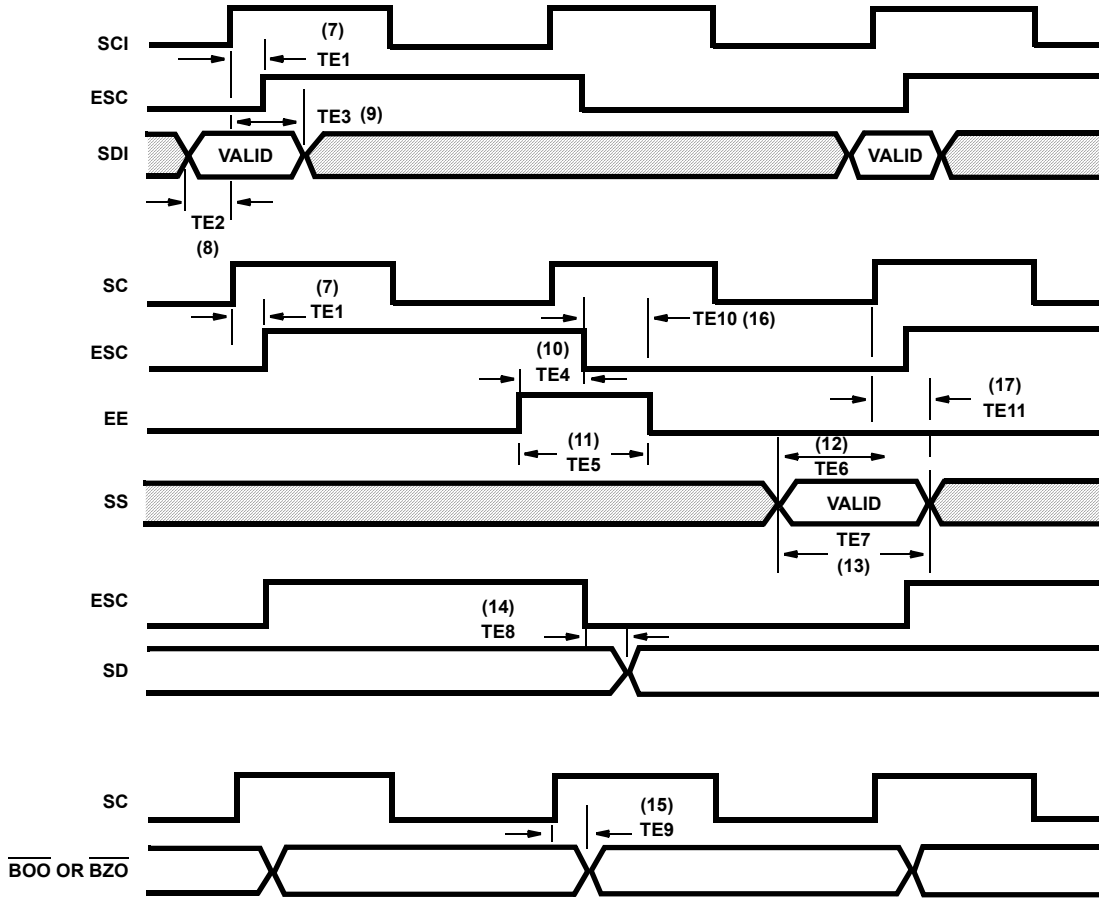 SCI
(7)
TE1
ESC
TE3 (9)
SDI
VALID
VALID
TE2
(8)
SC
(7)
TE1
TE10 (16)
ESC
(10)
TE4
(17)
TE11
EE
(11)
TE5
(12)
TE6
SS
VALID
TE7
(13)
ESC
(14)
TE8
SD
SC
(15)
TE9
BOO OR BZO